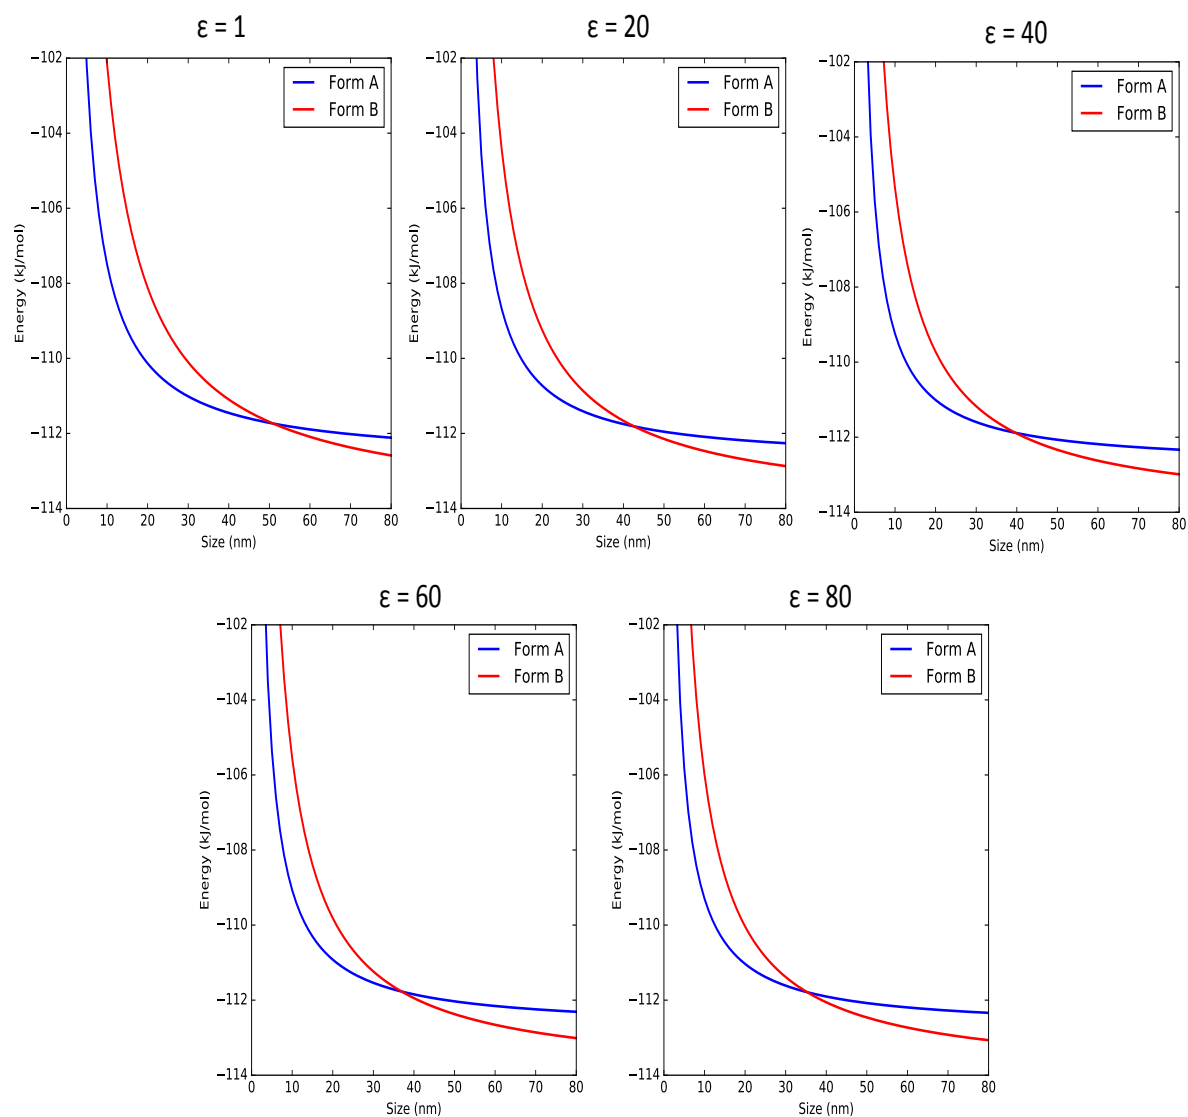 ε = 1
−102
−104
−106
−108
−110
−112
−114
0 10 20 30 40 50 60 70 80
Energy (kJ/mol)
Size (nm)
Form A
Form B
ε = 20
−102
−104
−106
−108
−110
−112
−114
0 10 20 30 40 50 60 70 80
Energy (kJ/mol)
Size (nm)
Form A
Form B
ε = 40
−102
−104
−106
−108
−110
−112
−114
0 10 20 30 40 50 60 70 80
Energy (kJ/mol)
Size (nm)
Form A
Form B
ε = 60
−102
−104
−106
−108
−110
−112
−114
0 10 20 30 40 50 60 70 80
Energy (kJ/mol)
Size (nm)
Form A
Form B
ε = 80
−102
−104
−106
−108
−110
−112
−114
0 10 20 30 40 50 60 70 80
Energy (kJ/mol)
Size (nm)
Form A
Form B